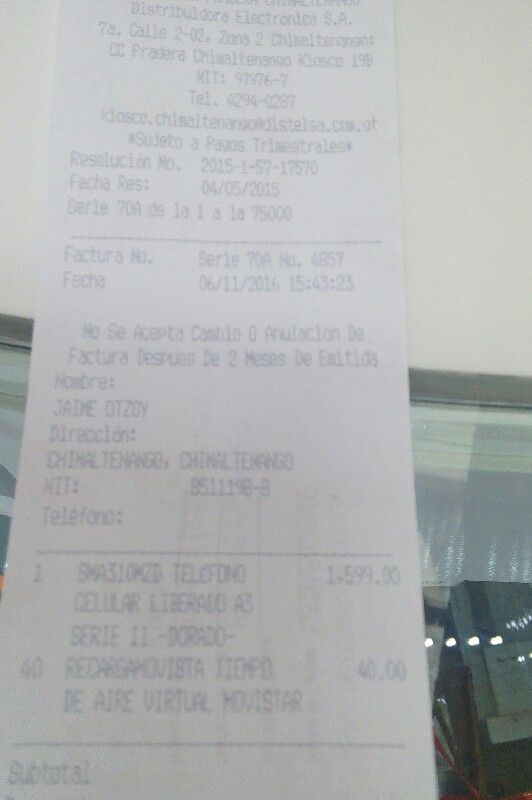 Distribuidora Electrónica S.A.
7a. Calle 2-02, Zona 2 Chimaltenango;
CC Pradera Chimaltenango Kiosco 19B
NIT: 97976-7
Tel. 4294-0287
kiosco.chimaltenango@distelsa.com.gt
*Sujeto a Pagos Trimestrales*
Resolución No. 2015-1-57-17570
Fecha Res: 04/05/2015
Serie 70A de la 1 a la 75000
Factura No. Serie 70A No. 4857
Fecha 06/11/2016 15:43:23
No Se Acepta Cambio O Anulacion De
Factura Despues De 2 Meses De Emitida
Nombre:
JAIME OTZOY
Dirección:
CHIMALTENANGO, CHIMALTENANGO
NIT: 8511198-8
Teléfono:
1 SMA310MZD TELéFONO 1,599.00
CELULAR LIBERADO A3
SERIE II -DORADO-
40 RECARGAMOVISTA TIEMPO 40.00
DE AIRE VIRTUAL MOVISTAR
Subtotal